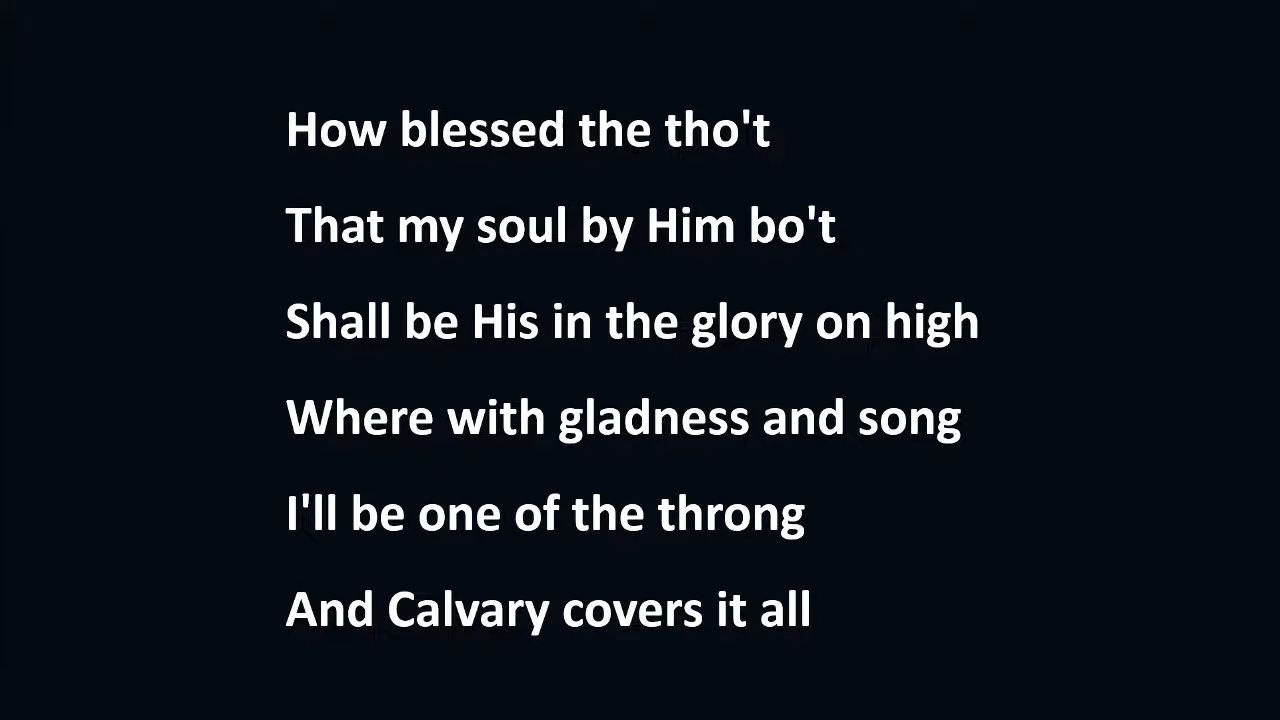 How blessed the tho't
That my soul by Him bo't
Shall be His in the glory on high
Where with gladness and song
I'll be one of the throng
And Calvary covers it all